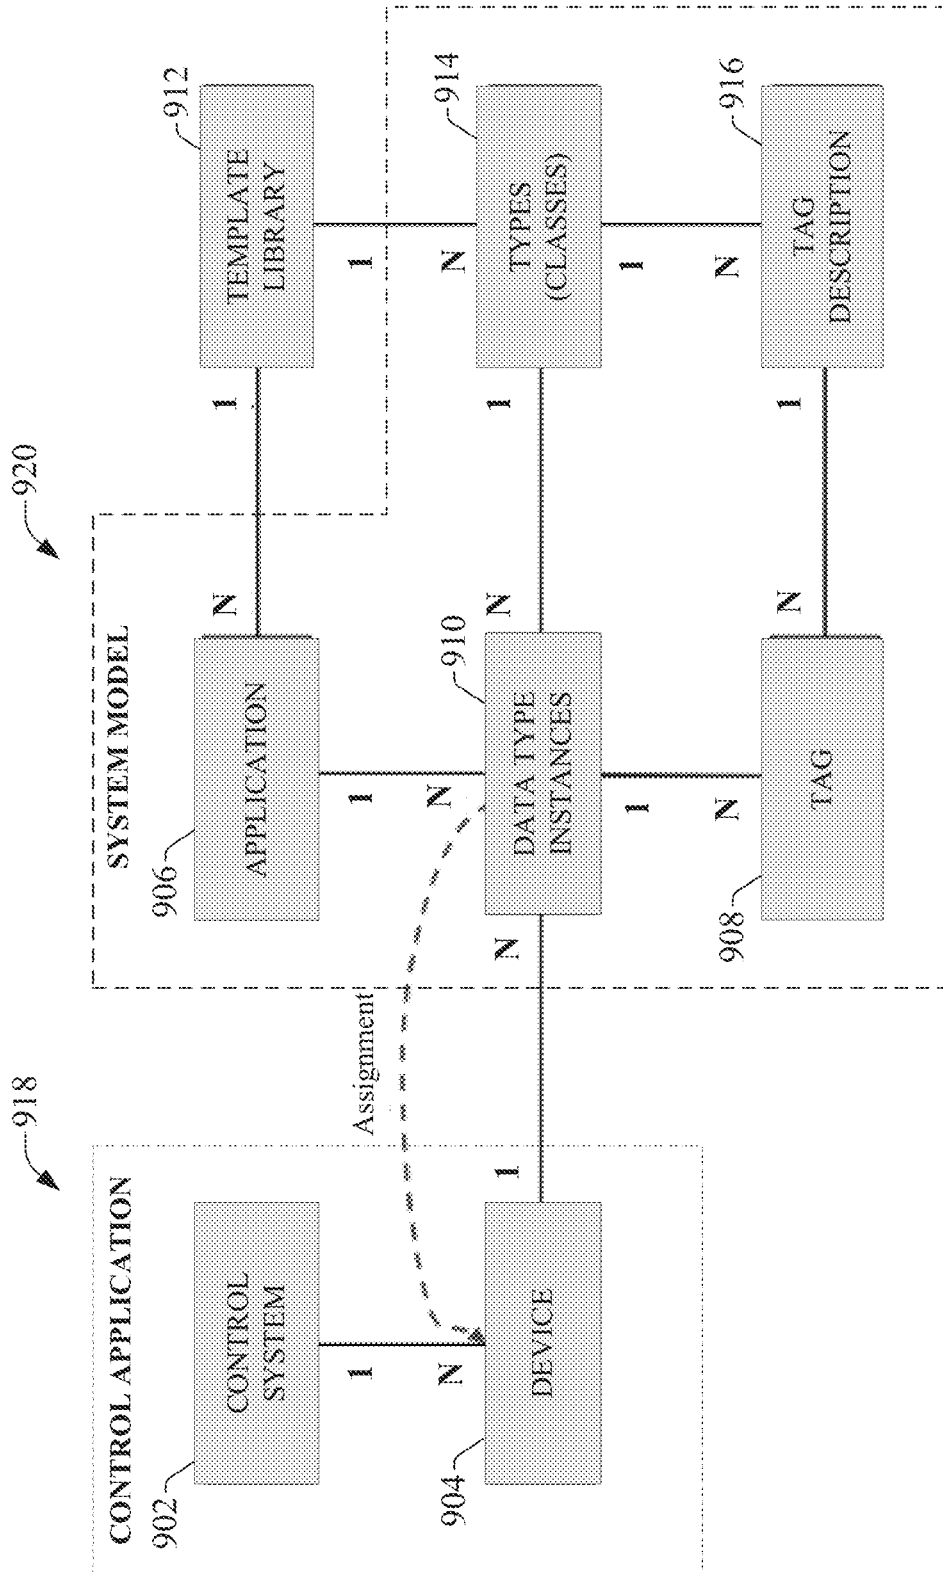 918
920
CONTROL APPLICATION
SYSTEM MODEL
902
CONTROL
SYSTEM
906
APPLICATION
N
1
912
TEMPLATE
LIBRARY
1
N
Assignment
1
N
1
N
904
DEVICE
1
N
910
DATA TYPE
INSTANCES
N
1
914
TYPES
(CLASSES)
1
N
1
N
908
TAG
N
1
916
TAG
DESCRIPTION